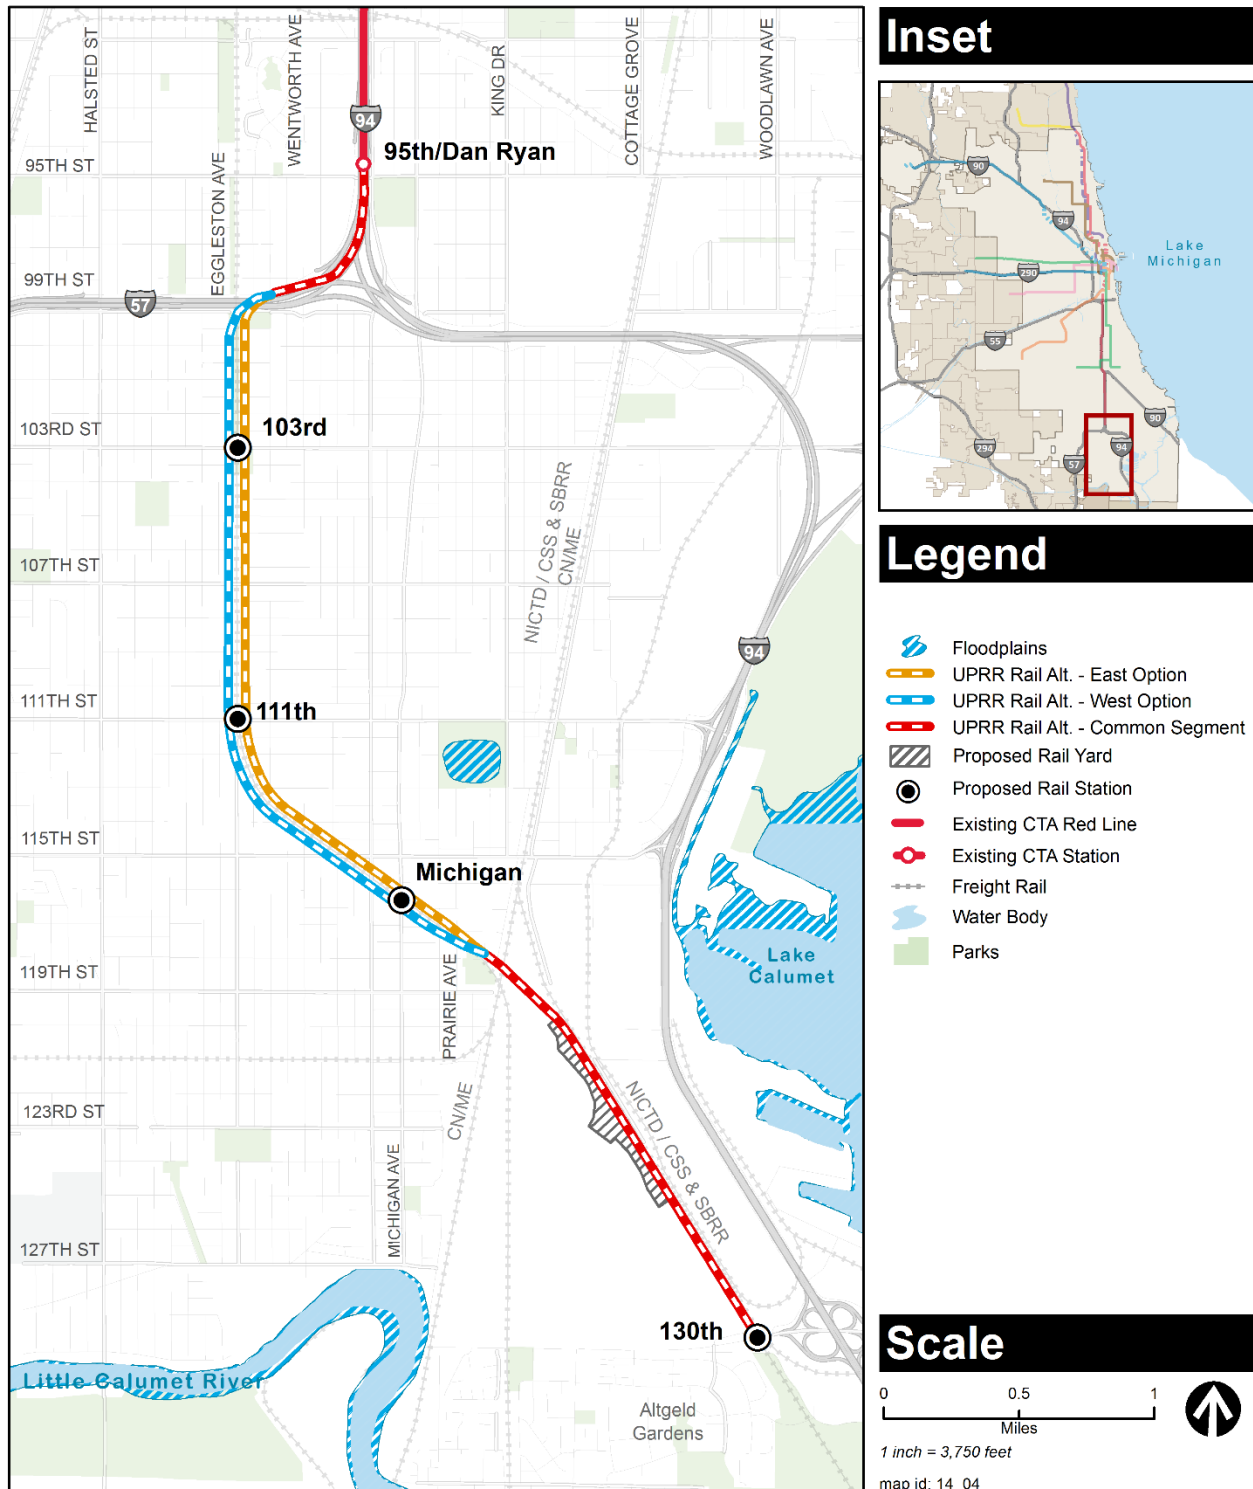 HALSTED ST
WENTWORTH AVE
KING DR
COTTAGE GROVE
WOODLAWN AVE
94
95th/Dan Ryan
95TH ST
EGGLESTON AVE
99TH ST
57
103rd
103RD ST
NICTD / CSS & SBRR
CN/ME
107TH ST
94
111TH ST
111th
115TH ST
Michigan
Lake
Calumet
119TH ST
PRAIRIE AVE
123RD ST
CN/ME
NICTD / CSS & SBRR
MICHIGAN AVE
127TH ST
130th
Little Calumet River
Altgeld
Gardens
Inset
90
94
Lake
Michigan
290
55
90
294
57
94
Legend
Floodplains
UPRR Rail Alt. - East Option
UPRR Rail Alt. - West Option
UPRR Rail Alt. - Common Segment
Proposed Rail Yard
Proposed Rail Station
Existing CTA Red Line
Existing CTA Station
Freight Rail
Water Body
Parks
Scale
0 0.5 1
Miles
1 inch = 3,750 feet
map id: 14_04